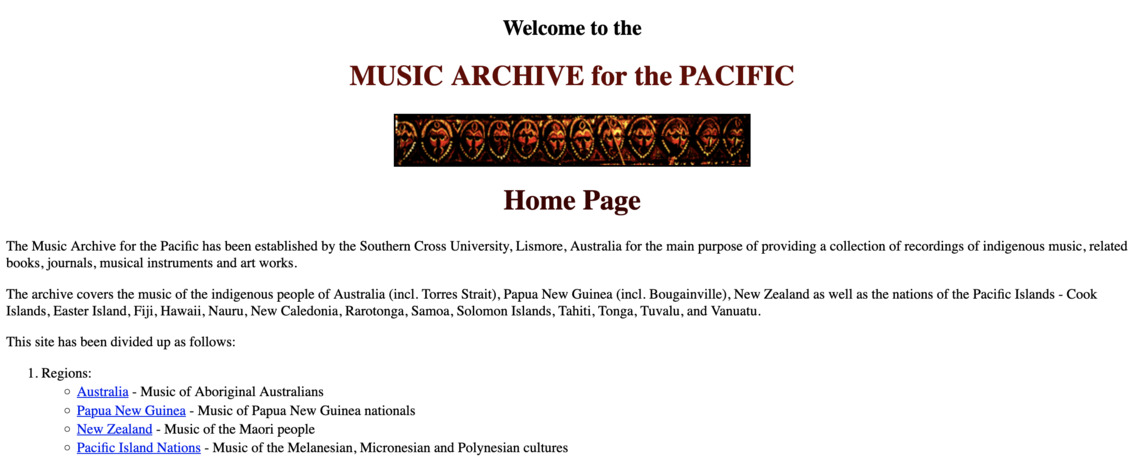 Welcome to the
MUSIC ARCHIVE for the PACIFIC
Home Page
The Music Archive for the Pacific has been established by the Southern Cross University, Lismore, Australia for the main purpose of providing a collection of recordings of indigenous music, related
books, journals, musical instruments and art works.
The archive covers the music of the indigenous people of Australia (incl. Torres Strait), Papua New Guinea (incl. Bougainville), New Zealand as well as the nations of the Pacific Islands - Cook
Islands, Easter Island, Fiji, Hawaii, Nauru, New Caledonia, Rarotonga, Samoa, Solomon Islands, Tahiti, Tonga, Tuvalu, and Vanuatu.
This site has been divided up as follows:
1. Regions:
◦ Australia - Music of Aboriginal Australians
◦ Papua New Guinea - Music of Papua New Guinea nationals
◦ New Zealand - Music of the Maori people
◦ Pacific Island Nations - Music of the Melanesian, Micronesian and Polynesian cultures